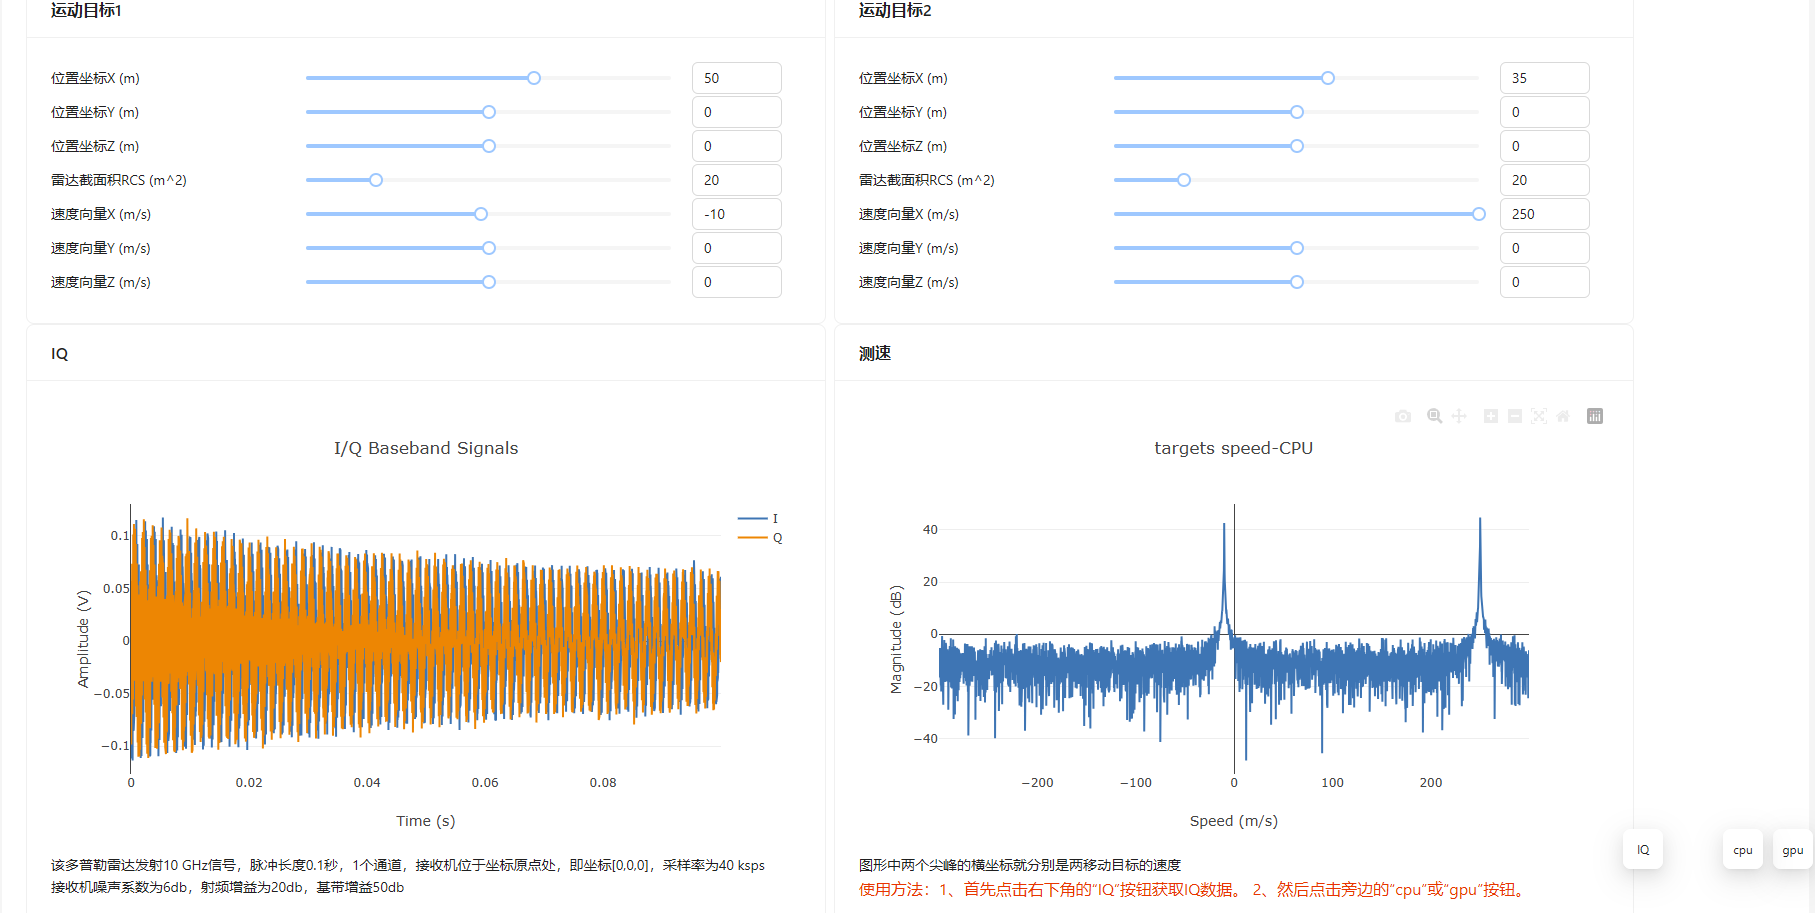 运动目标1
位置坐标X (m)
50
位置坐标Y (m)
0
位置坐标Z (m)
0
雷达截面积RCS (m^2)
20
速度向量X (m/s)
-10
速度向量Y (m/s)
0
速度向量Z (m/s)
0
运动目标2
位置坐标X (m)
35
位置坐标Y (m)
0
位置坐标Z (m)
0
雷达截面积RCS (m^2)
20
速度向量X (m/s)
250
速度向量Y (m/s)
0
速度向量Z (m/s)
0
IQ
I/Q Baseband Signals
I
Q
Amplitude (V)
0.1
0.05
0
−0.05
−0.1
0 0.02 0.04 0.06 0.08
Time (s)
该多普勒雷达发射10 GHz信号，脉冲长度0.1秒，1个通道，接收机位于坐标原点处，即坐标[0,0,0]，采样率为40 ksps
接收机噪声系数为6db，射频增益为20db，基带增益50db
测速
targets speed-CPU
Magnitude (dB)
40
20
0
−20
−40
−200 −100 0 100 200
Speed (m/s)
图形中两个尖峰的横坐标就分别是两移动目标的速度
使用方法：1、首先点击右下角的“IQ”按钮获取IQ数据。 2、然后点击旁边的“cpu”或“gpu”按钮。
IQ
cpu
gpu